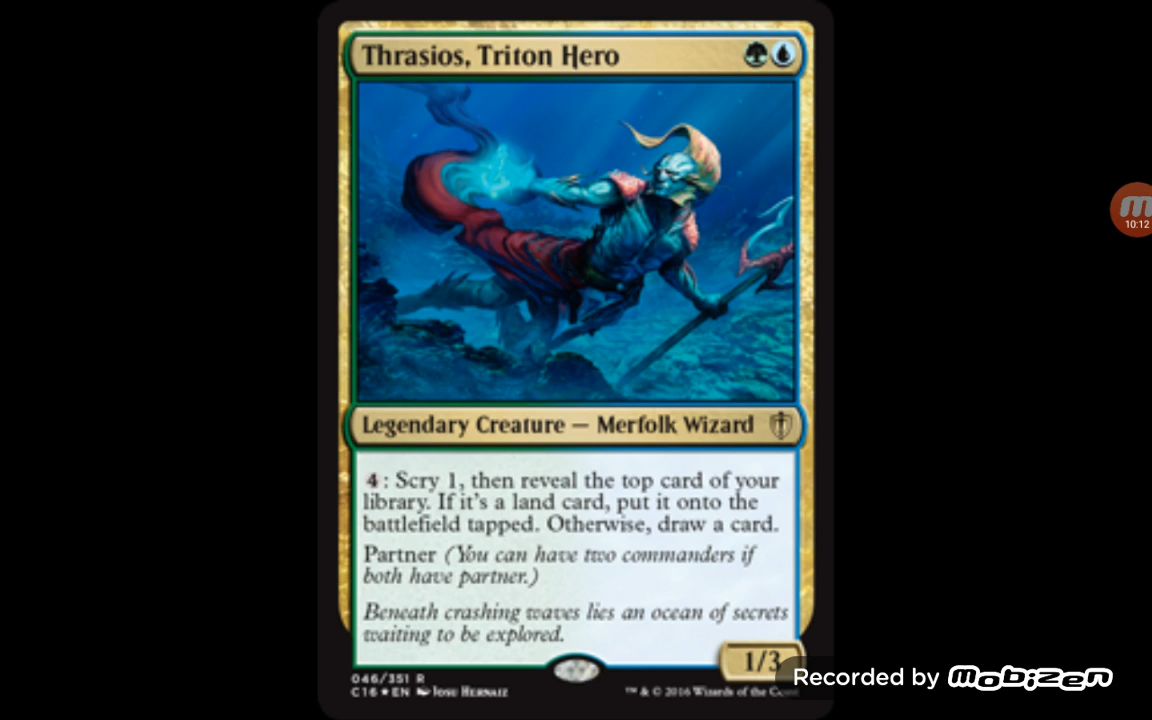 Thrasios, Triton Hero
10:12
Legendary Creature — Merfolk Wizard
4: Scry 1, then reveal the top card of your
library. If it's a land card, put it onto the
battlefield tapped. Otherwise, draw a card.
Partner (You can have two commanders if
both have partner.)
Beneath crashing waves lies an ocean of secrets
waiting to be explored.
1/3
046/351 R
C16★EN Josu Hernaiz
™ & © 2016 Wizards of the
Recorded by Mobizen